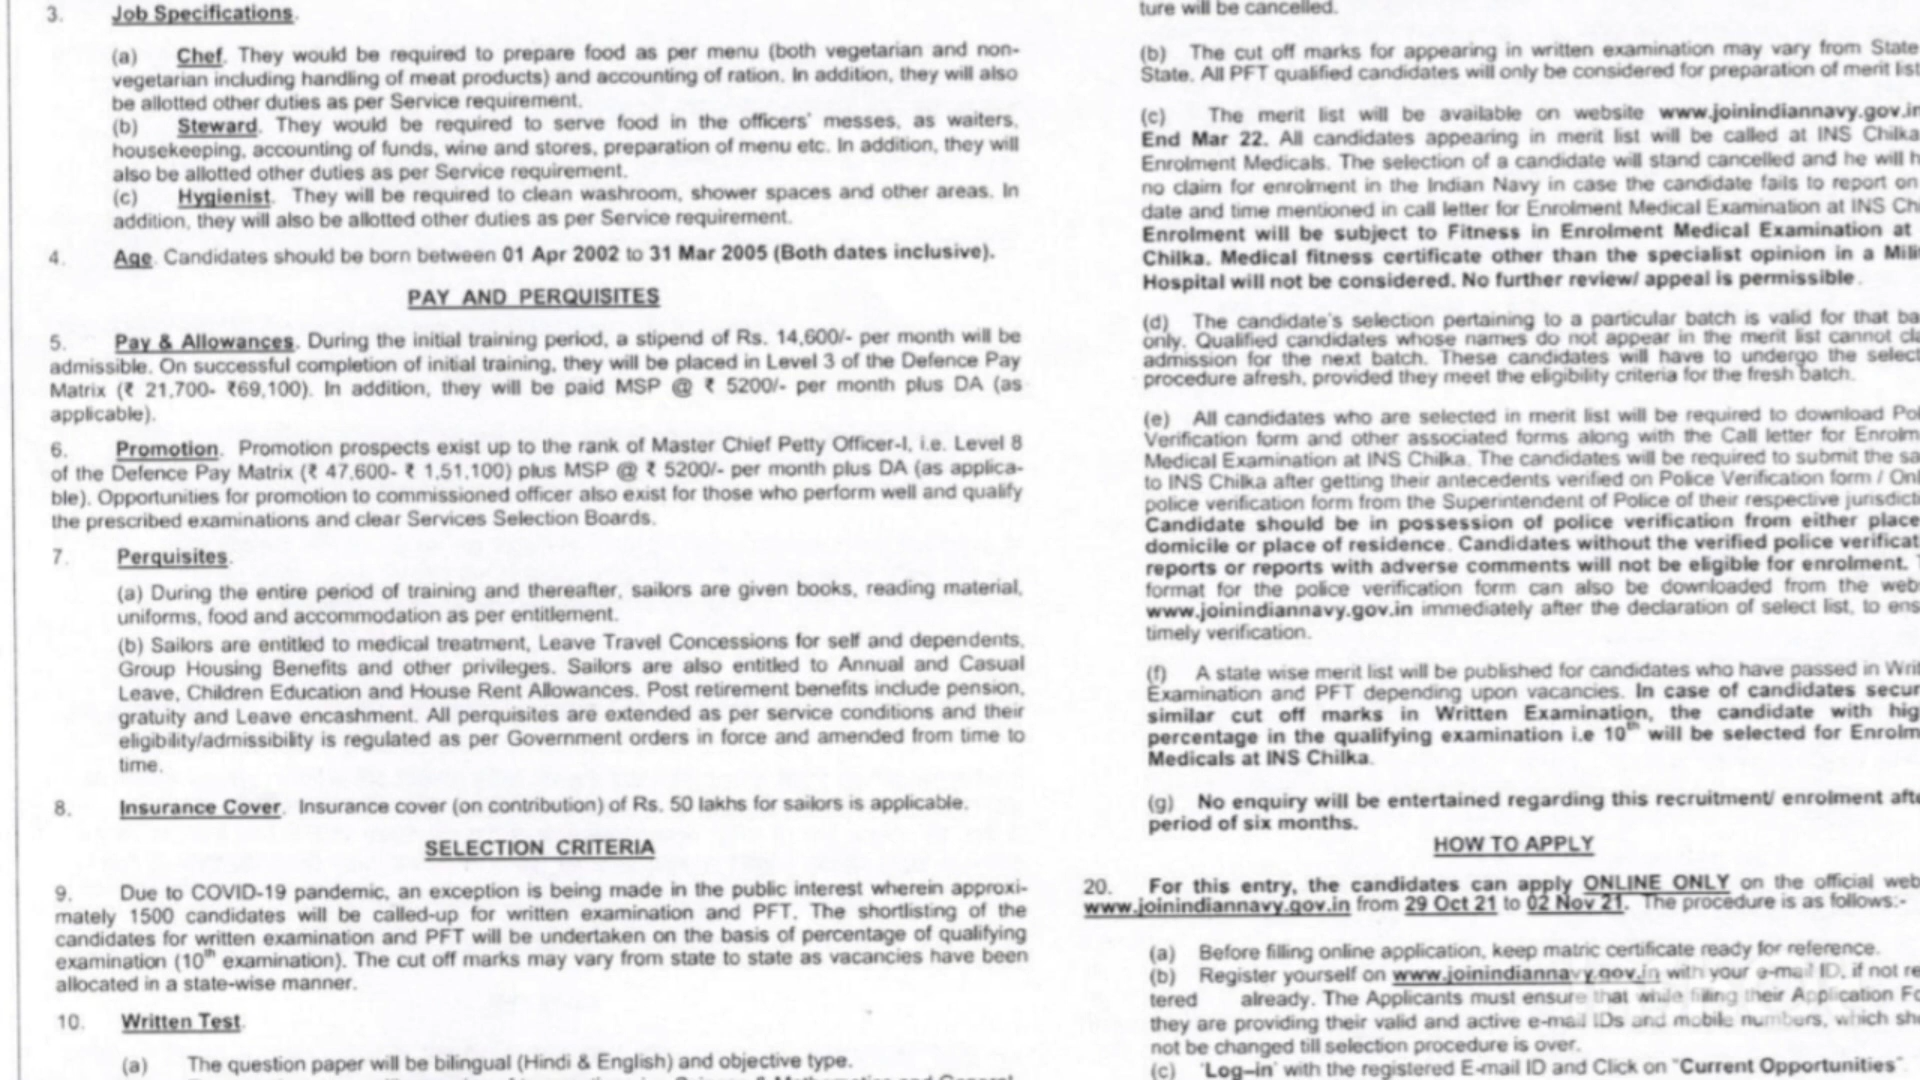 3. Job Specifications.
(a) Chef. They would be required to prepare food as per menu (both vegetarian and non-
vegetarian including handling of meat products) and accounting of ration. In addition, they will also
be allotted other duties as per Service requirement.
(b) Steward. They would be required to serve food in the officers' messes, as waiters,
housekeeping, accounting of funds, wine and stores, preparation of menu etc. In addition, they will
also be allotted other duties as per Service requirement.
(c) Hygienist. They will be required to clean washroom, shower spaces and other areas. In
addition, they will also be allotted other duties as per Service requirement.
4. Age. Candidates should be born between 01 Apr 2002 to 31 Mar 2005 (Both dates inclusive).
PAY AND PERQUISITES
5. Pay & Allowances. During the initial training period, a stipend of Rs. 14,600/- per month will be
admissible. On successful completion of initial training, they will be placed in Level 3 of the Defence Pay
Matrix (₹ 21,700- ₹69,100). In addition, they will be paid MSP @ ₹ 5200/- per month plus DA (as
applicable).
6. Promotion. Promotion prospects exist up to the rank of Master Chief Petty Officer-I, i.e. Level 8
of the Defence Pay Matrix (₹ 47,600- ₹ 1,51,100) plus MSP @ ₹ 5200/- per month plus DA (as applica-
ble). Opportunities for promotion to commissioned officer also exist for those who perform well and qualify
the prescribed examinations and clear Services Selection Boards.
7. Perquisites.
(a) During the entire period of training and thereafter, sailors are given books, reading material,
uniforms, food and accommodation as per entitlement.
(b) Sailors are entitled to medical treatment, Leave Travel Concessions for self and dependents,
Group Housing Benefits and other privileges. Sailors are also entitled to Annual and Casual
Leave, Children Education and House Rent Allowances. Post retirement benefits include pension,
gratuity and Leave encashment. All perquisites are extended as per service conditions and their
eligibility/admissibility is regulated as per Government orders in force and amended from time to
time.
8. Insurance Cover. Insurance cover (on contribution) of Rs. 50 lakhs for sailors is applicable.
SELECTION CRITERIA
9. Due to COVID-19 pandemic, an exception is being made in the public interest wherein approxi-
mately 1500 candidates will be called-up for written examination and PFT. The shortlisting of the
candidates for written examination and PFT will be undertaken on the basis of percentage of qualifying
examination (10th examination). The cut off marks may vary from state to state as vacancies have been
allocated in a state-wise manner.
10. Written Test.
(a) The question paper will be bilingual (Hindi & English) and objective type.
ture will be cancelled.
(b) The cut off marks for appearing in written examination may vary from State
State. All PFT qualified candidates will only be considered for preparation of merit list
(c) The merit list will be available on website www.joinindiannavy.gov.in
End Mar 22. All candidates appearing in merit list will be called at INS Chilka
Enrolment Medicals. The selection of a candidate will stand cancelled and he will h
no claim for enrolment in the Indian Navy in case the candidate fails to report on
date and time mentioned in call letter for Enrolment Medical Examination at INS Chi
Enrolment will be subject to Fitness in Enrolment Medical Examination at
Chilka. Medical fitness certificate other than the specialist opinion in a Mili
Hospital will not be considered. No further review/ appeal is permissible.
(d) The candidate's selection pertaining to a particular batch is valid for that ba
only. Qualified candidates whose names do not appear in the merit list cannot cla
admission for the next batch. These candidates will have to undergo the select
procedure afresh, provided they meet the eligibility criteria for the fresh batch.
(e) All candidates who are selected in merit list will be required to download Pol
Verification form and other associated forms along with the Call letter for Enrolm
Medical Examination at INS Chilka. The candidates will be required to submit the sa
to INS Chilka after getting their antecedents verified on Police Verification form / Onl
police verification form from the Superintendent of Police of their respective jurisdicti
Candidate should be in possession of police verification from either place
domicile or place of residence. Candidates without the verified police verificat
reports or reports with adverse comments will not be eligible for enrolment. T
format for the police verification form can also be downloaded from the web
www.joinindiannavy.gov.in immediately after the declaration of select list, to ens
timely verification.
(f) A state wise merit list will be published for candidates who have passed in Writ
Examination and PFT depending upon vacancies. In case of candidates secur
similar cut off marks in Written Examination, the candidate with hig
percentage in the qualifying examination i.e 10th will be selected for Enrolm
Medicals at INS Chilka.
(g) No enquiry will be entertained regarding this recruitment/ enrolment afte
period of six months.
HOW TO APPLY
20. For this entry, the candidates can apply ONLINE ONLY on the official web
www.joinindiannavy.gov.in from 29 Oct 21 to 02 Nov 21. The procedure is as follows:-
(a) Before filling online application, keep matric certificate ready for reference.
(b) Register yourself on www.joinindiannavy.gov.in with your e-mail ID, if not re
tered already. The Applicants must ensure that while filling their Application Fo
they are providing their valid and active e-mail IDs and mobile numbers, which sho
not be changed till selection procedure is over.
(c) 'Log–in' with the registered E-mail ID and Click on "Current Opportunities".